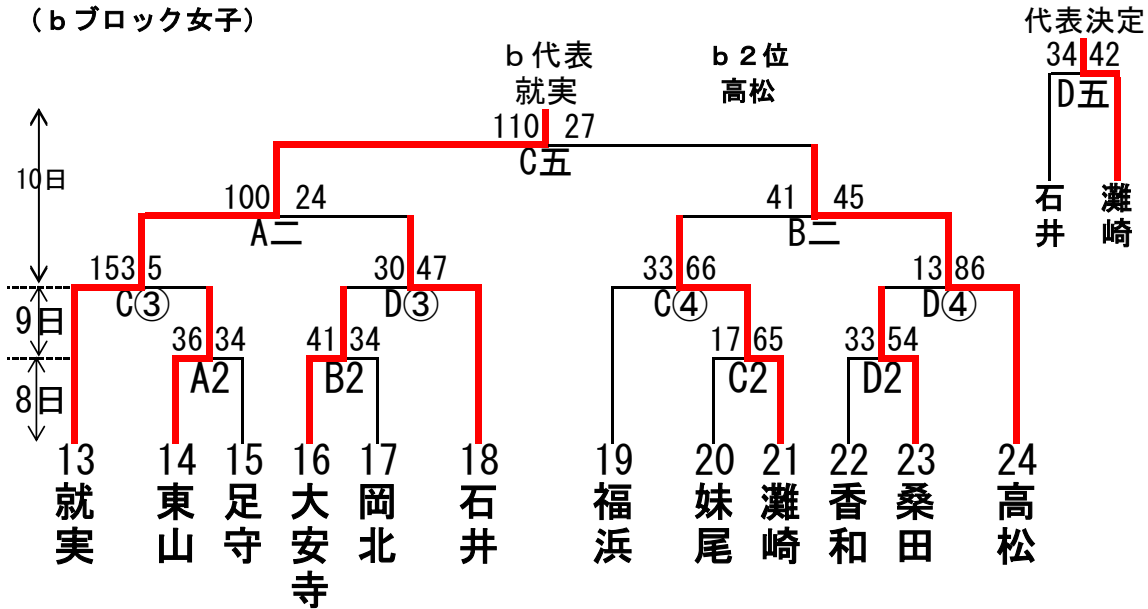 (bブロック女子)
代表決定
34 42
D五
石井
灘崎
b代表
就実
b2位
高松
110 27
C五
10日
100 24
A二
41 45
B二
153 5
C③
30 47
D③
33 66
C④
13 86
D④
9日
36 34
A2
41 34
B2
17 65
C2
33 54
D2
8日
13 14 15 16 17 18 19 20 21 22 23 24
就実
東山
足守
大安寺
岡北
石井
福浜
妹尾
灘崎
香和
桑田
高松